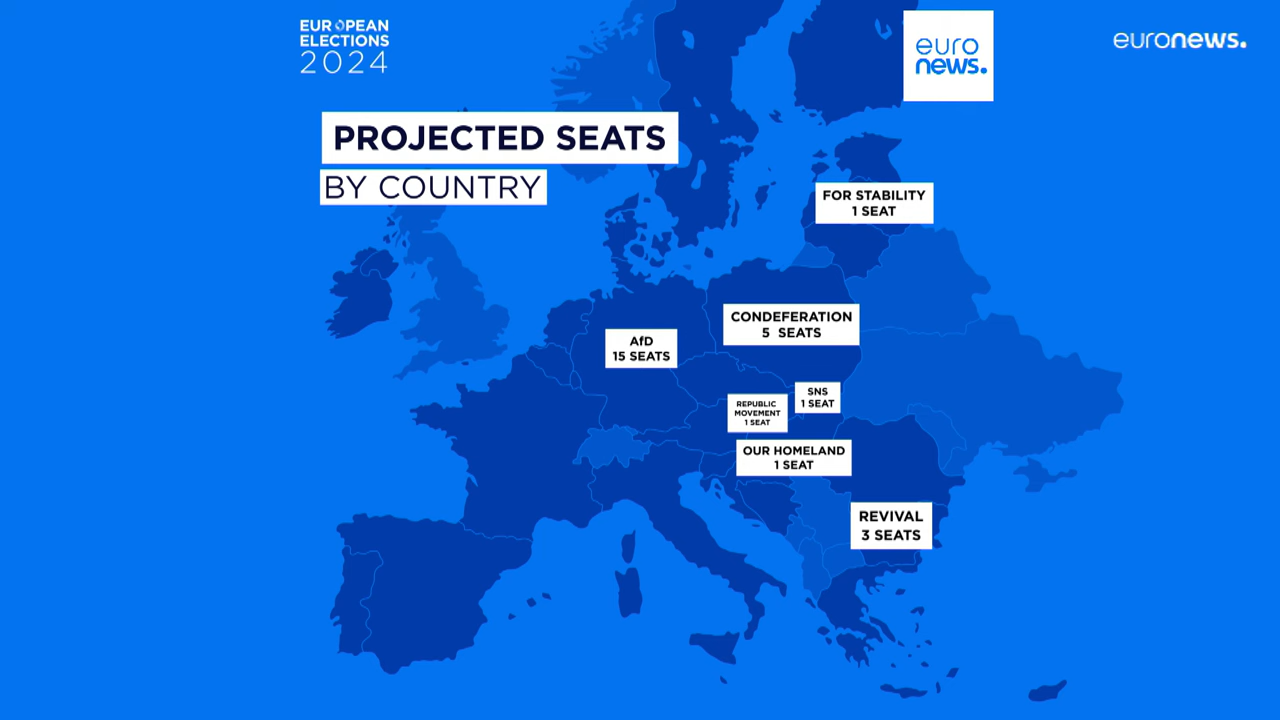 EUROPEAN
ELECTIONS
2024
euro
news.
euronews.
PROJECTED SEATS
BY COUNTRY
FOR STABILITY
1 SEAT
CONDEFERATION
5 SEATS
AfD
15 SEATS
SNS
1 SEAT
REPUBLIC
MOVEMENT
1 SEAT
OUR HOMELAND
1 SEAT
REVIVAL
3 SEATS